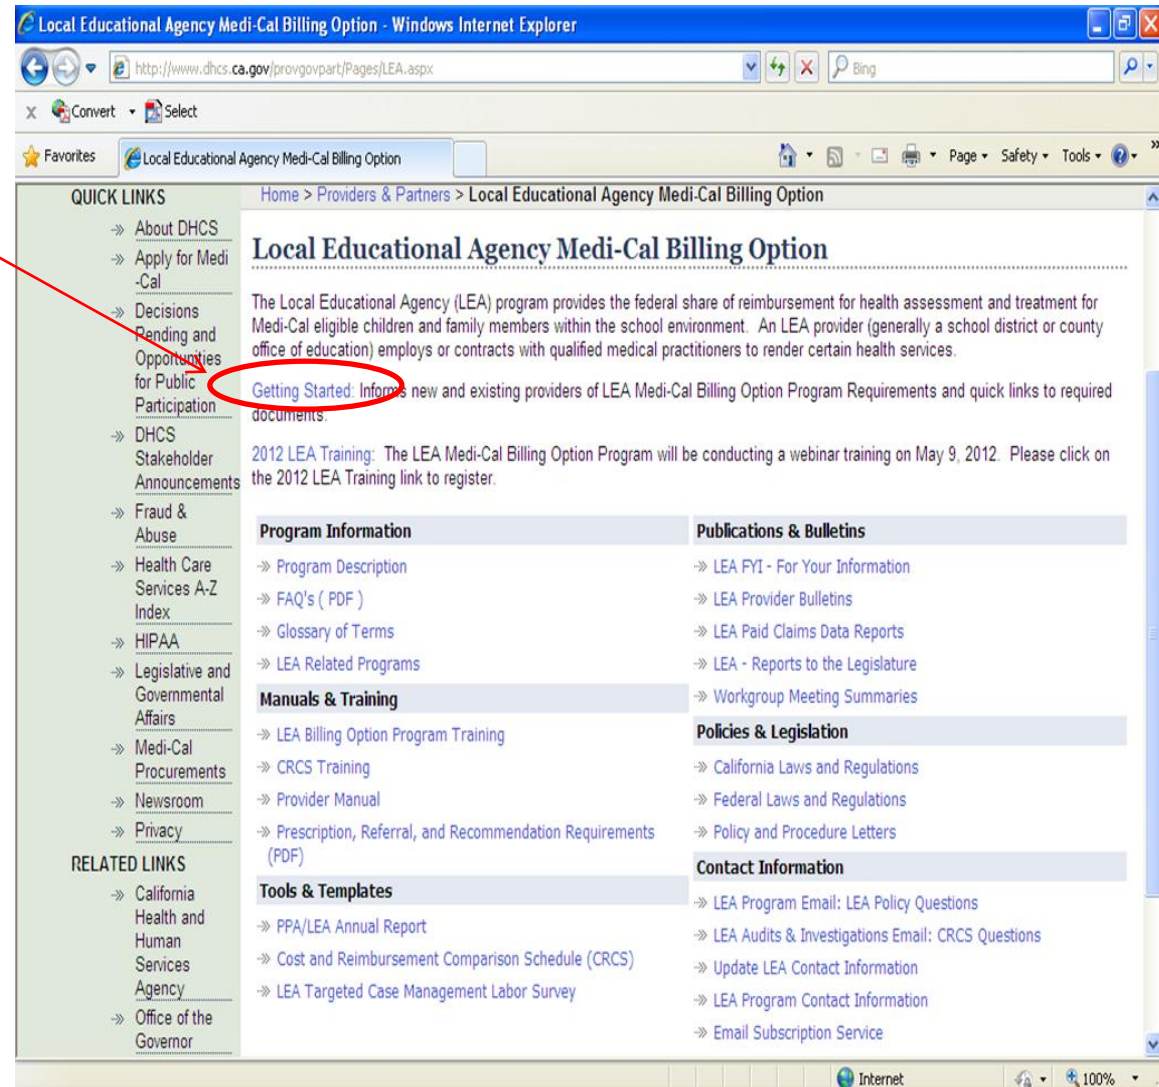 Local Educational Agency Medi-Cal Billing Option - Windows Internet Explorer
http://www.dhcs.ca.gov/provgovpart/Pages/LEA.aspx
Bing
X Convert Select
Favorites Local Educational Agency Medi-Cal Billing Option Page Safety Tools »
QUICK LINKS
About DHCS
Apply for Medi
-Cal
Decisions
Pending and
Opportunities
for Public
Participation
DHCS
Stakeholder
Announcements
Fraud &
Abuse
Health Care
Services A-Z
Index
HIPAA
Legislative and
Governmental
Affairs
Medi-Cal
Procurements
Newsroom
Privacy
RELATED LINKS
California
Health and
Human
Services
Agency
Office of the
Governor
Home > Providers & Partners > Local Educational Agency Medi-Cal Billing Option
Local Educational Agency Medi-Cal Billing Option
The Local Educational Agency (LEA) program provides the federal share of reimbursement for health assessment and treatment for
Medi-Cal eligible children and family members within the school environment. An LEA provider (generally a school district or county
office of education) employs or contracts with qualified medical practitioners to render certain health services.
Getting Started: Informs new and existing providers of LEA Medi-Cal Billing Option Program Requirements and quick links to required
documents.
2012 LEA Training: The LEA Medi-Cal Billing Option Program will be conducting a webinar training on May 9, 2012. Please click on
the 2012 LEA Training link to register.
Program Information
Program Description
FAQ's ( PDF )
Glossary of Terms
LEA Related Programs
Manuals & Training
LEA Billing Option Program Training
CRCS Training
Provider Manual
Prescription, Referral, and Recommendation Requirements
(PDF)
Tools & Templates
PPA/LEA Annual Report
Cost and Reimbursement Comparison Schedule (CRCS)
LEA Targeted Case Management Labor Survey
Publications & Bulletins
LEA FYI - For Your Information
LEA Provider Bulletins
LEA Paid Claims Data Reports
LEA - Reports to the Legislature
Workgroup Meeting Summaries
Policies & Legislation
California Laws and Regulations
Federal Laws and Regulations
Policy and Procedure Letters
Contact Information
LEA Program Email: LEA Policy Questions
LEA Audits & Investigations Email: CRCS Questions
Update LEA Contact Information
LEA Program Contact Information
Email Subscription Service
Internet 100%